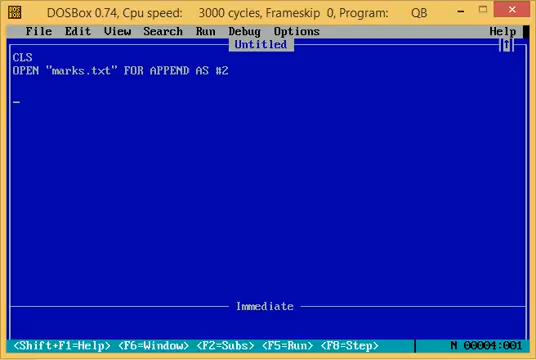 DOSBox 0.74, Cpu speed: 3000 cycles, Frameskip 0, Program: QB
File Edit View Search Run Debug Options Help
Untitled
CLS
OPEN "marks.txt" FOR APPEND AS #2
Immediate
<Shift+F1=Help> <F6=Window> <F2=Subs> <F5=Run> <F8=Step> N 00004:001